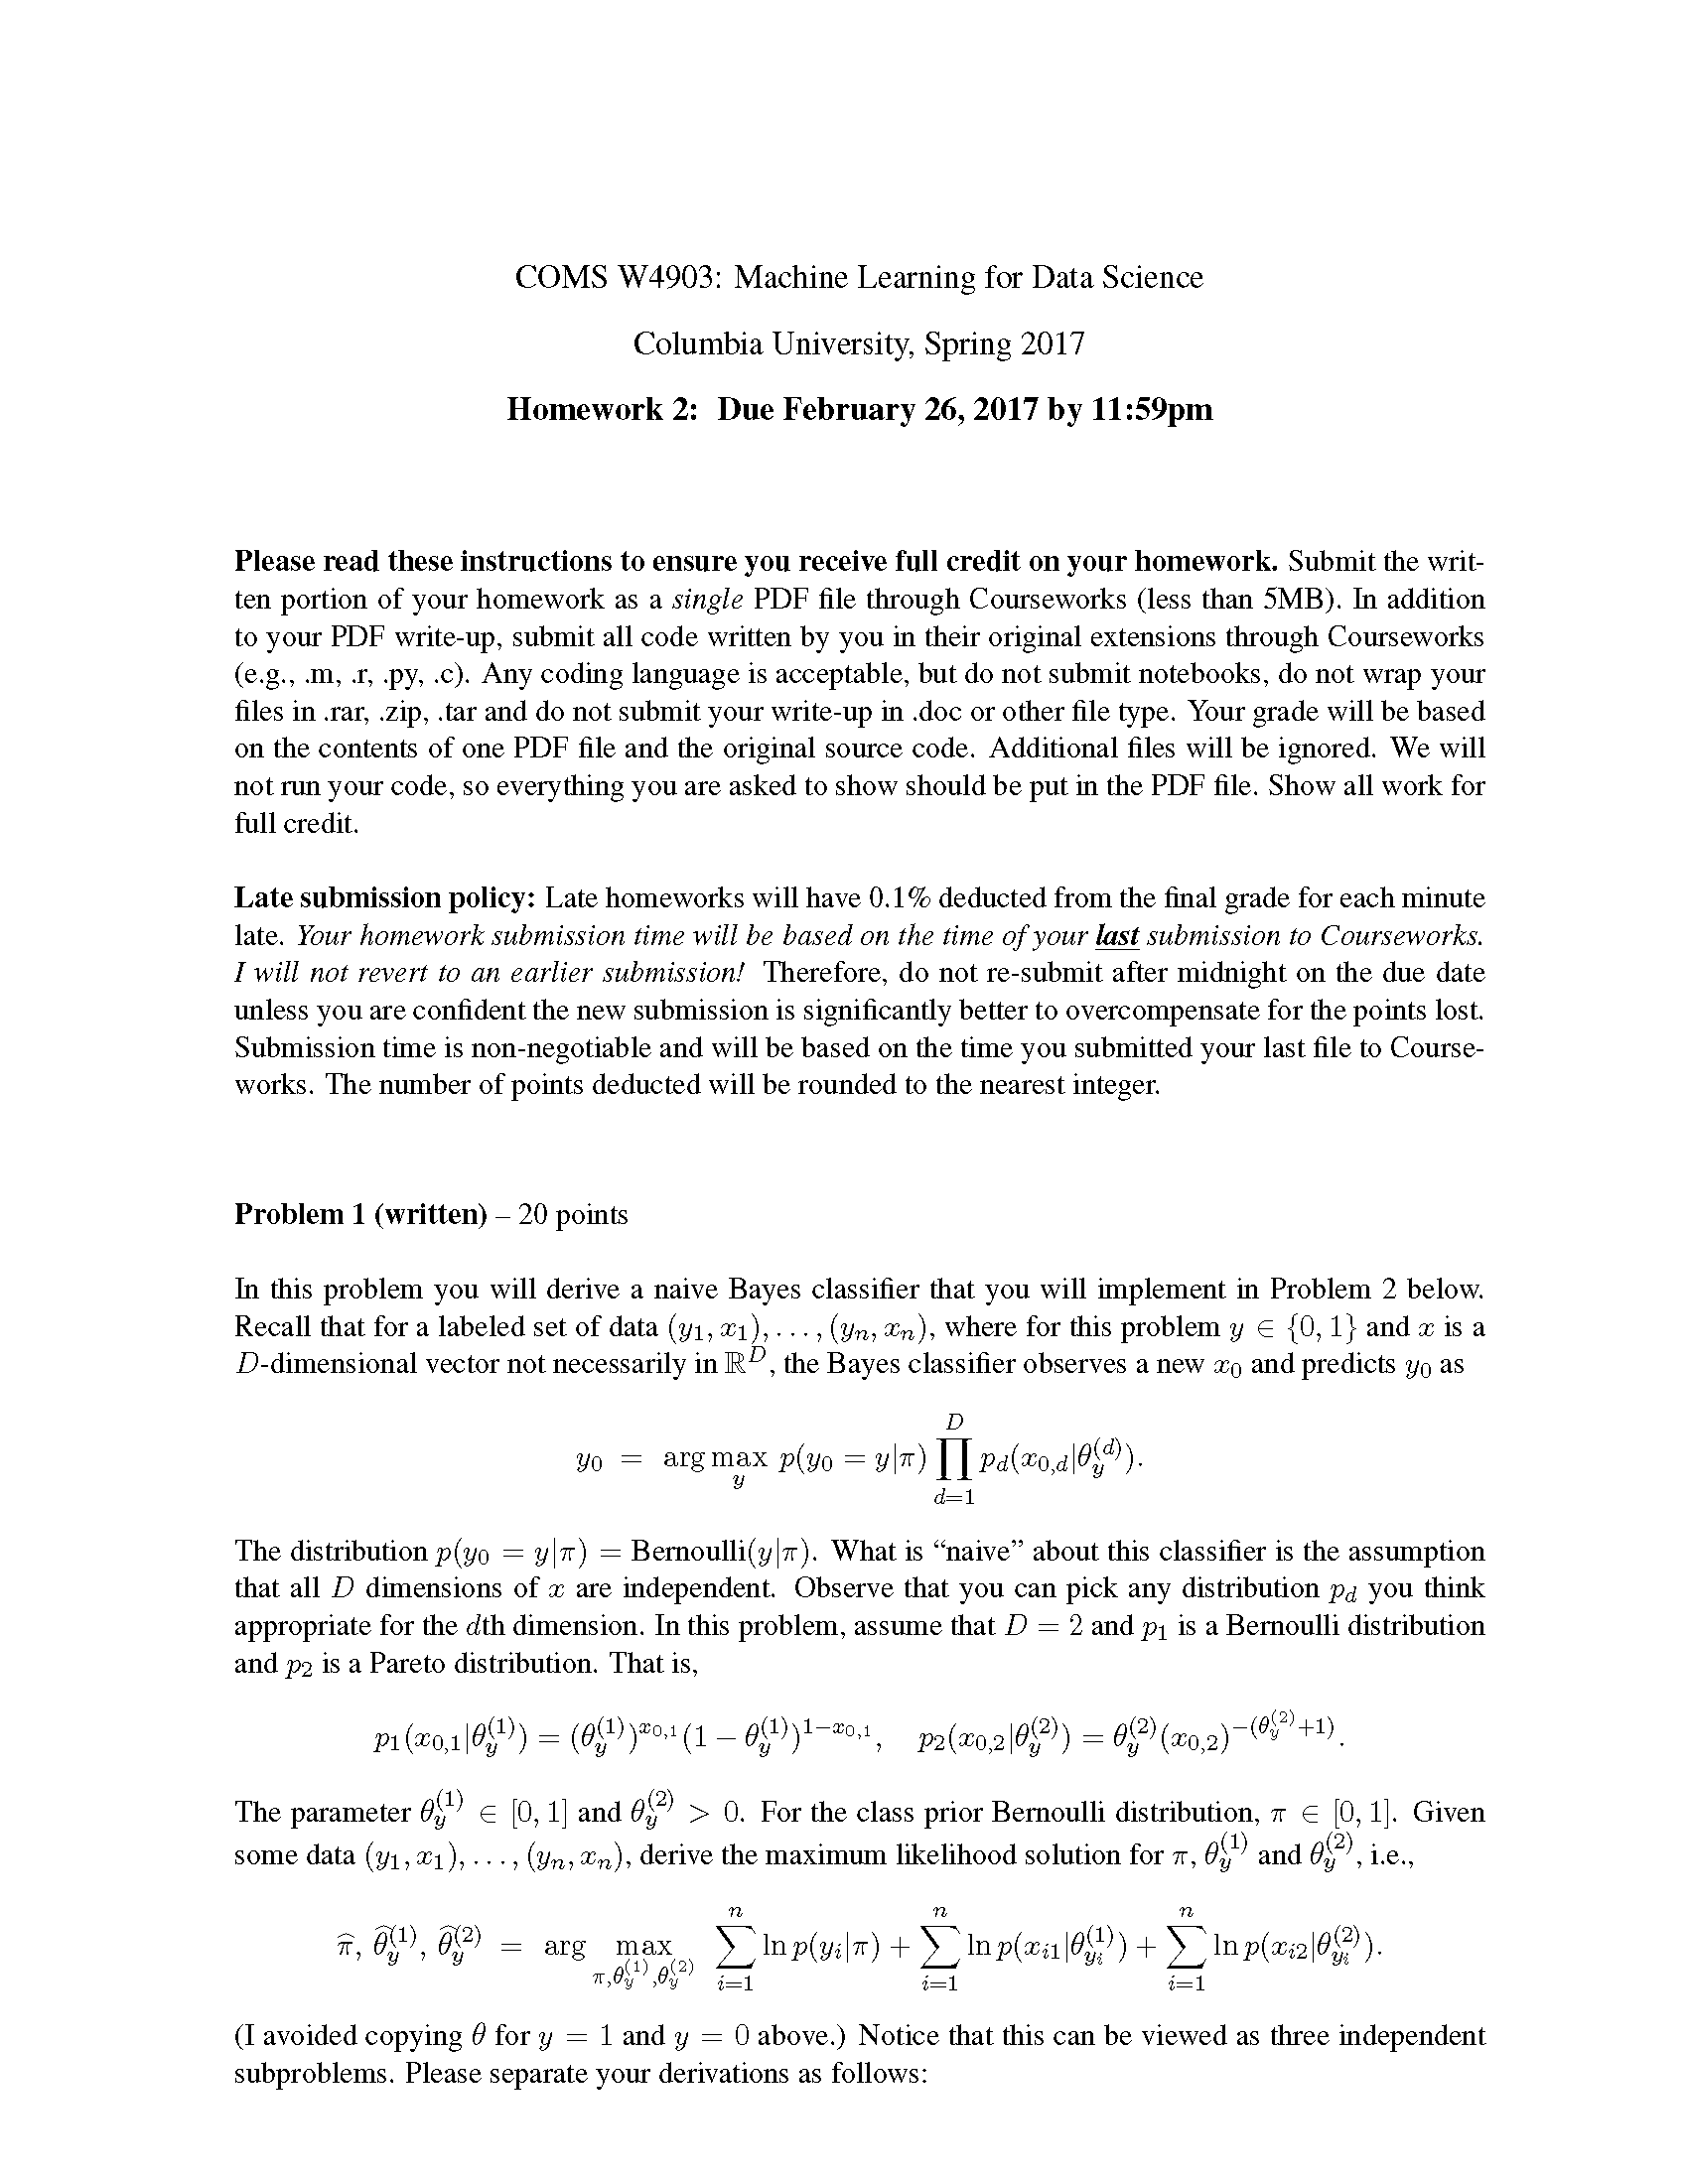 COMS W4903: Machine Learning for Data Science
Columbia University, Spring 2017
Homework 2: Due February 26, 2017 by 11:59pm
Please read these instructions to ensure you receive full credit on your homework. Submit the writ-
ten portion of your homework as a single PDF file through Courseworks (less than 5MB). In addition
to your PDF write-up, submit all code written by you in their original extensions through Courseworks
(e.g., .m, .r, .py, .c). Any coding language is acceptable, but do not submit notebooks, do not wrap your
files in .rar, .zip, .tar and do not submit your write-up in .doc or other file type. Your grade will be based
on the contents of one PDF file and the original source code. Additional files will be ignored. We will
not run your code, so everything you are asked to show should be put in the PDF file. Show all work for
full credit.
Late submission policy: Late homeworks will have 0.1% deducted from the final grade for each minute
late. Your homework submission time will be based on the time of your last submission to Courseworks.
I will not revert to an earlier submission! Therefore, do not re-submit after midnight on the due date
unless you are confident the new submission is significantly better to overcompensate for the points lost.
Submission time is non-negotiable and will be based on the time you submitted your last file to Course-
works. The number of points deducted will be rounded to the nearest integer.
Problem 1 (written) – 20 points
In this problem you will derive a naive Bayes classifier that you will implement in Problem 2 below.
Recall that for a labeled set of data $(y_1, x_1), \ldots, (y_n, x_n)$, where for this problem $y \in \{0, 1\}$ and $x$ is a
$D$-dimensional vector not necessarily in $\mathbb{R}^D$, the Bayes classifier observes a new $x_0$ and predicts $y_0$ as
$y_0 = \arg\max_y p(y_0 = y|\pi) \prod_{d=1}^{D} p_d(x_{0,d}|\theta_y^{(d)}).$
The distribution $p(y_0 = y|\pi) = \text{Bernoulli}(y|\pi)$. What is “naive” about this classifier is the assumption
that all $D$ dimensions of $x$ are independent. Observe that you can pick any distribution $p_d$ you think
appropriate for the $d$th dimension. In this problem, assume that $D = 2$ and $p_1$ is a Bernoulli distribution
and $p_2$ is a Pareto distribution. That is,
$p_1(x_{0,1}|\theta_y^{(1)}) = (\theta_y^{(1)})^{x_{0,1}}(1 - \theta_y^{(1)})^{1-x_{0,1}}, \quad p_2(x_{0,2}|\theta_y^{(2)}) = \theta_y^{(2)}(x_{0,2})^{-(\theta_y^{(2)}+1)}.$
The parameter $\theta_y^{(1)} \in [0, 1]$ and $\theta_y^{(2)} > 0$. For the class prior Bernoulli distribution, $\pi \in [0, 1]$. Given
some data $(y_1, x_1), \ldots, (y_n, x_n)$, derive the maximum likelihood solution for $\pi$, $\theta_y^{(1)}$ and $\theta_y^{(2)}$, i.e.,
$\widehat{\pi}, \widehat{\theta}_y^{(1)}, \widehat{\theta}_y^{(2)} = \arg\max_{\pi, \theta_y^{(1)}, \theta_y^{(2)}} \sum_{i=1}^{n} \ln p(y_i|\pi) + \sum_{i=1}^{n} \ln p(x_{i1}|\theta_{y_i}^{(1)}) + \sum_{i=1}^{n} \ln p(x_{i2}|\theta_{y_i}^{(2)}).$
(I avoided copying $\theta$ for $y = 1$ and $y = 0$ above.) Notice that this can be viewed as three independent
subproblems. Please separate your derivations as follows: